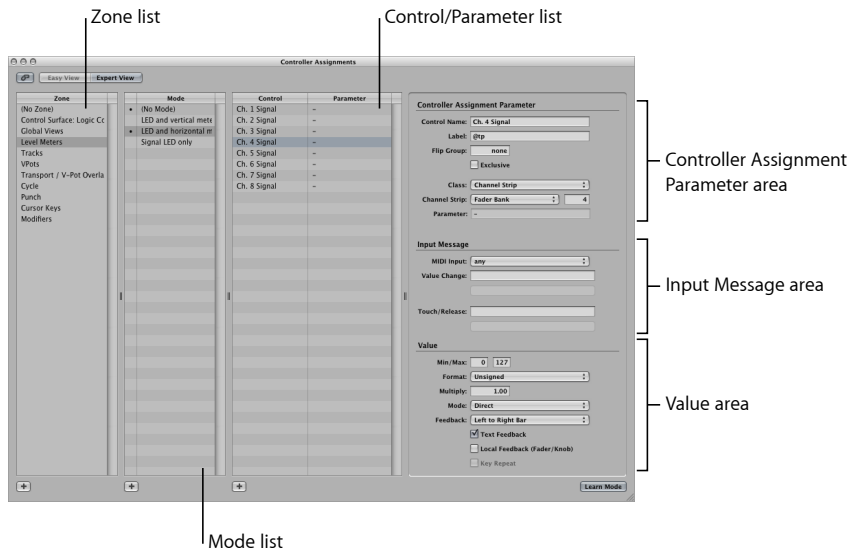 Zone list
Control/Parameter list
Controller Assignments
Easy View
Expert View
Zone
(No Zone)
Control Surface: Logic Cc
Global Views
Level Meters
Tracks
VPots
Transport / V-Pot Overla
Cycle
Punch
Cursor Keys
Modifiers
Mode
• (No Mode)
LED and vertical mete
• LED and horizontal m
Signal LED only
Control Parameter
Ch. 1 Signal –
Ch. 2 Signal –
Ch. 3 Signal –
Ch. 4 Signal –
Ch. 5 Signal –
Ch. 6 Signal –
Ch. 7 Signal –
Ch. 8 Signal –
Controller Assignment Parameter
Control Name: Ch. 4 Signal
Label: @tp
Flip Group: none
Exclusive
Class: Channel Strip
Channel Strip: Fader Bank 4
Parameter: –
Input Message
MIDI Input: any
Value Change:
Touch/Release:
Value
Min/Max: 0 127
Format: Unsigned
Multiply: 1.00
Mode: Direct
Feedback: Left to Right Bar
Text Feedback
Local Feedback (Fader/Knob)
Key Repeat
Learn Mode
Controller Assignment
Parameter area
Input Message area
Value area
Mode list